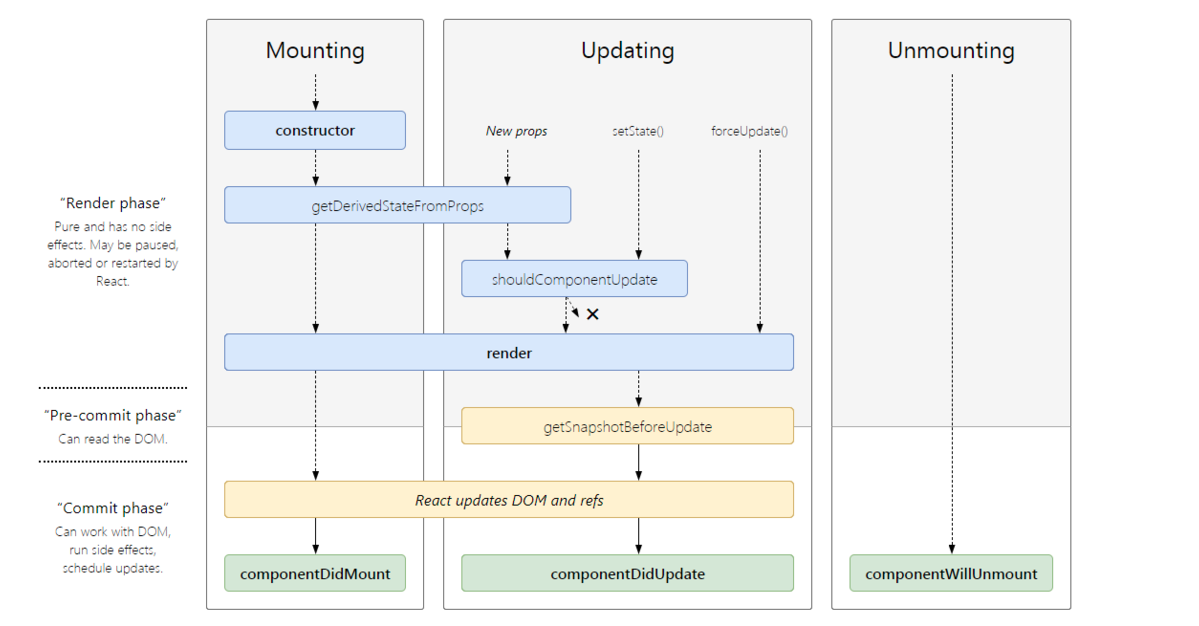 Mounting
Updating
Unmounting
constructor
New props
setState()
forceUpdate()
“Render phase”
Pure and has no side
effects. May be paused,
aborted or restarted by
React.
getDerivedStateFromProps
shouldComponentUpdate
render
“Pre-commit phase”
Can read the DOM.
getSnapshotBeforeUpdate
“Commit phase”
Can work with DOM,
run side effects,
schedule updates.
React updates DOM and refs
componentDidMount
componentDidUpdate
componentWillUnmount